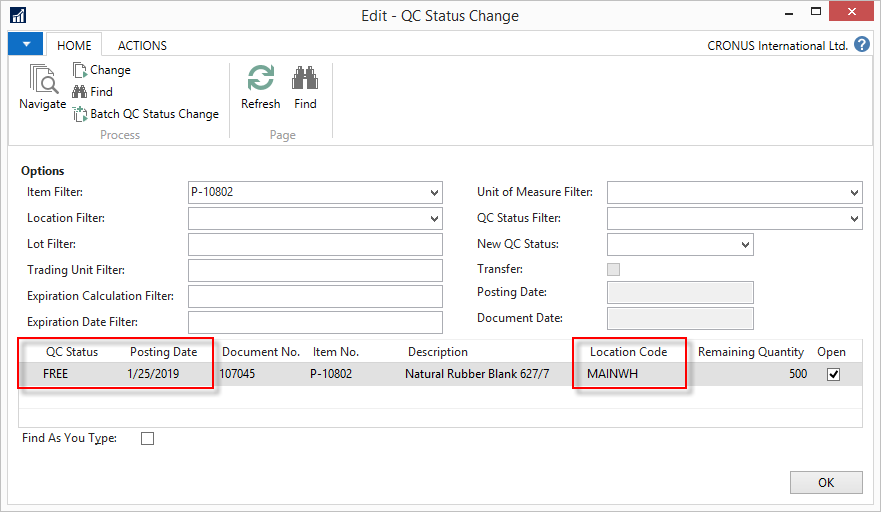 Edit - QC Status Change
HOME ACTIONS CRONUS International Ltd. ?
Navigate
Change
Find
Batch QC Status Change
Process
Refresh
Find
Page
Options
Item Filter: P-10802
Location Filter:
Lot Filter:
Trading Unit Filter:
Expiration Calculation Filter:
Expiration Date Filter:
Unit of Measure Filter:
QC Status Filter:
New QC Status:
Transfer:
Posting Date:
Document Date:
QC Status Posting Date Document No. Item No. Description Location Code Remaining Quantity Open
FREE 1/25/2019 107045 P-10802 Natural Rubber Blank 627/7 MAINWH 500
Find As You Type:
OK